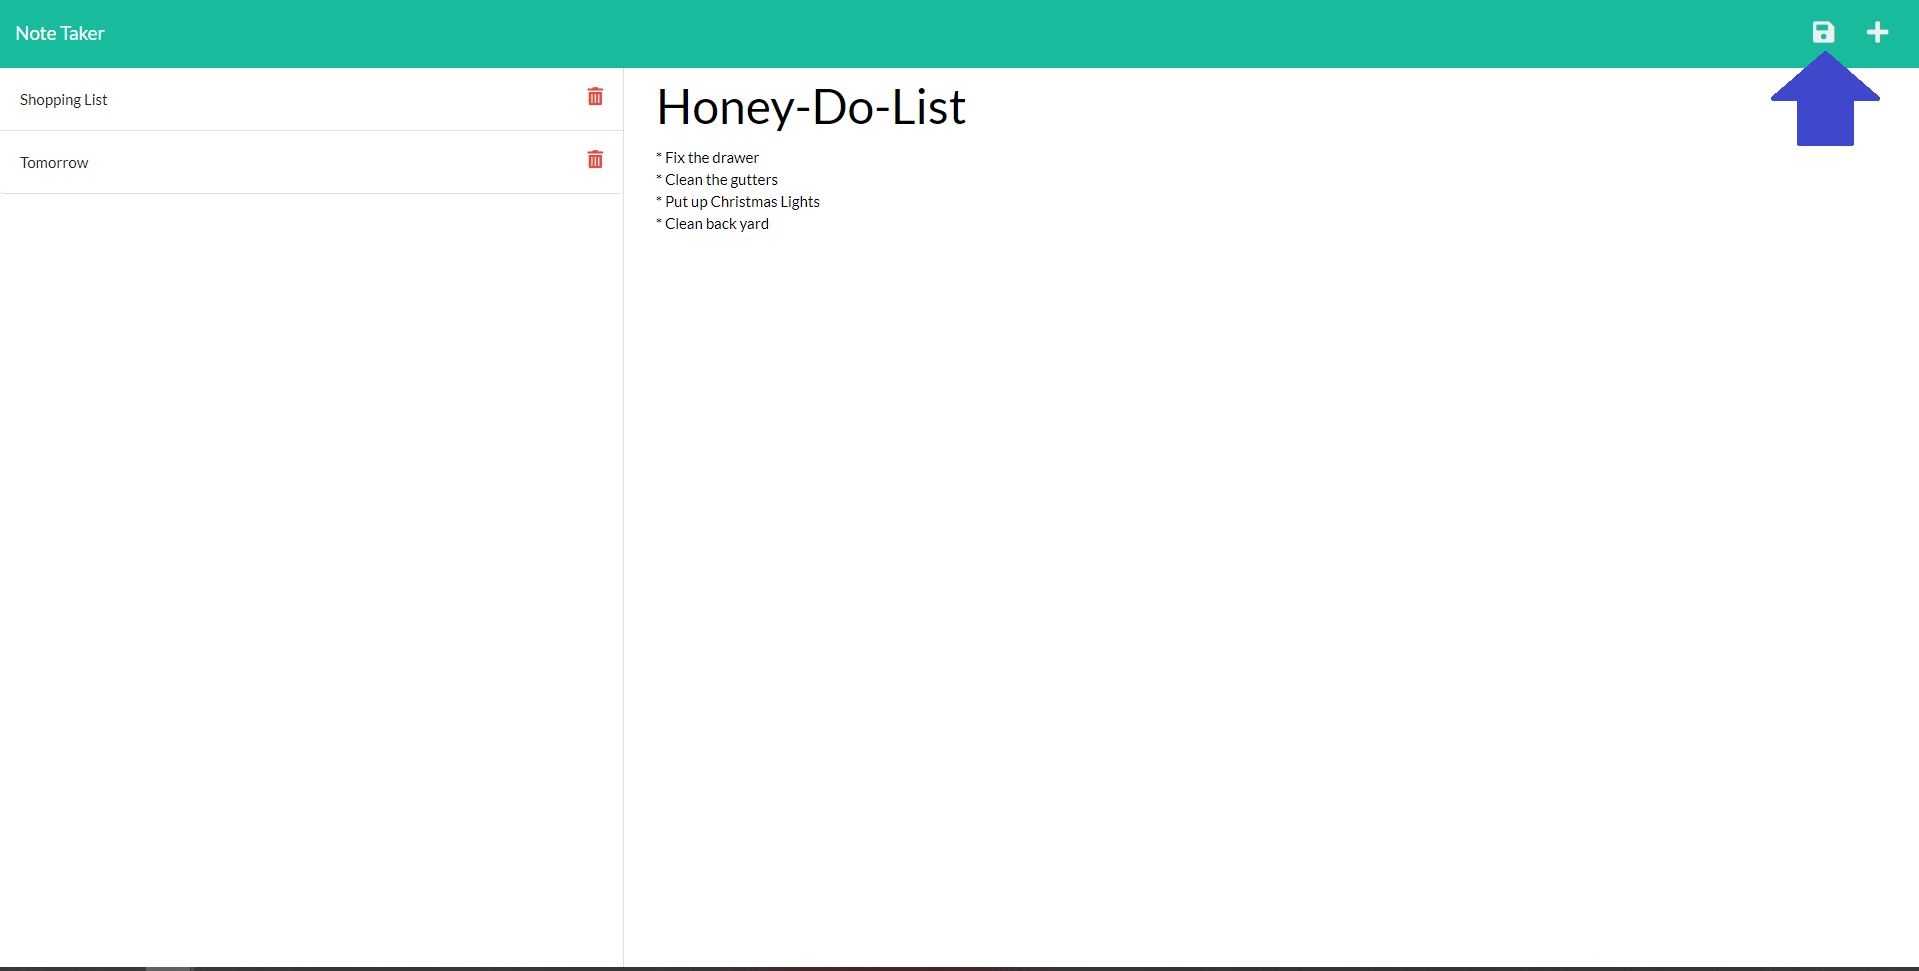 Note Taker
Shopping List
Tomorrow
Honey-Do-List
* Fix the drawer
* Clean the gutters
* Put up Christmas Lights
* Clean back yard